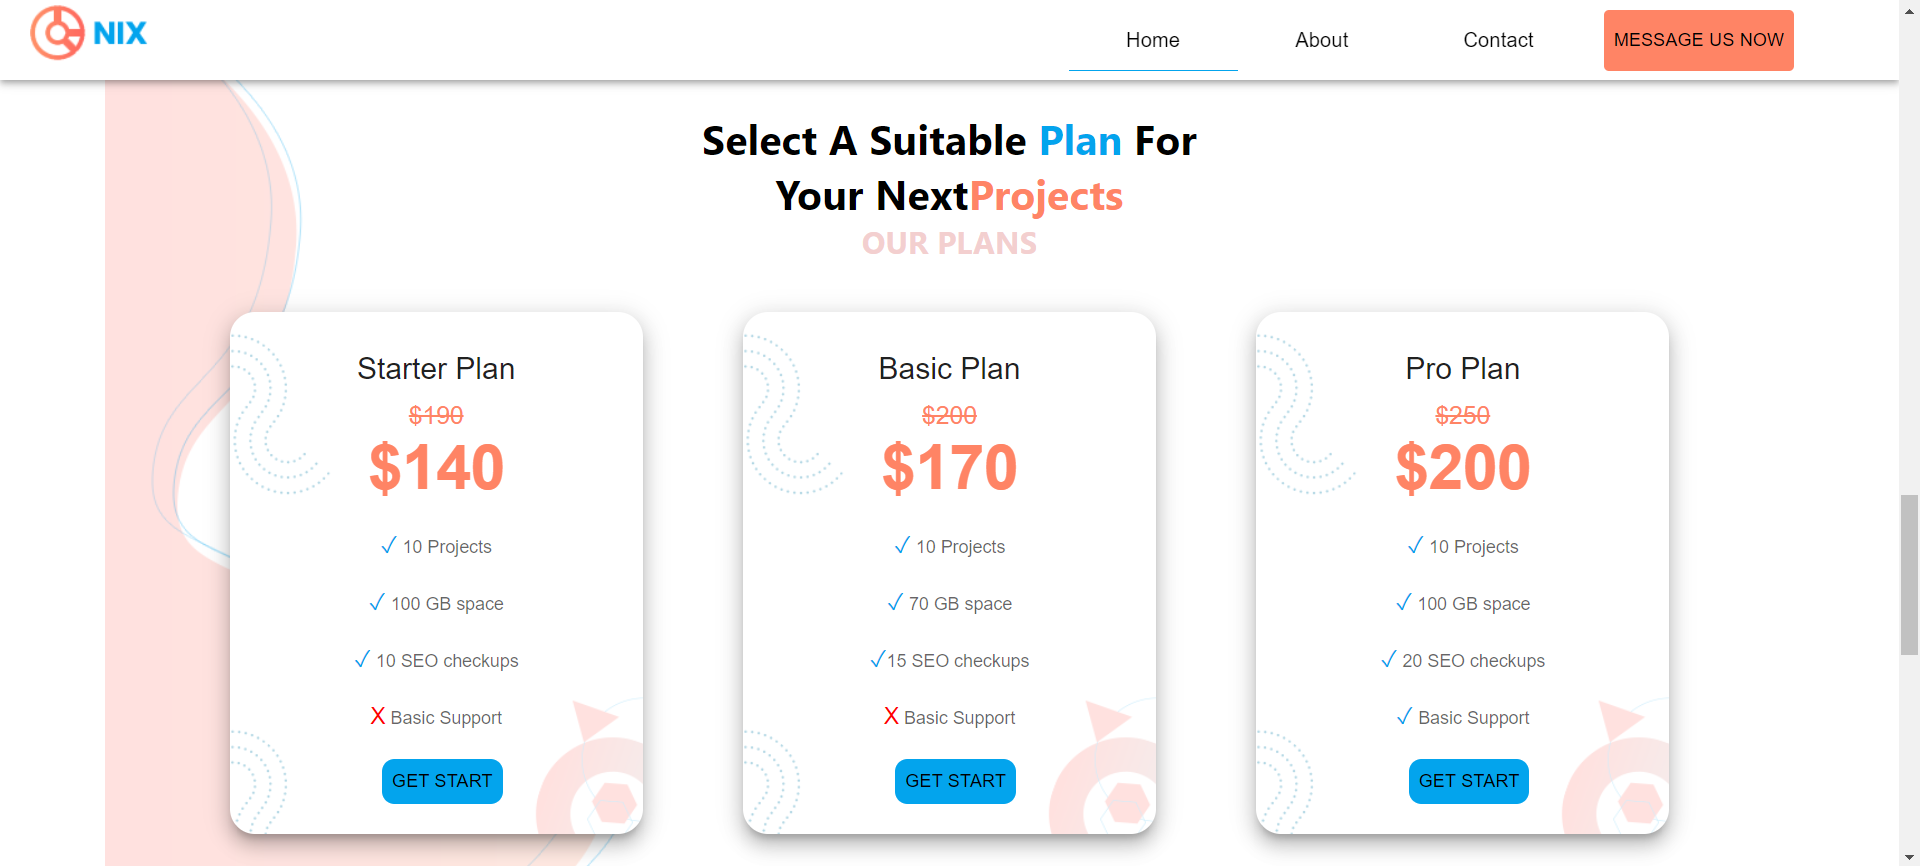 NIX
Home
About
Contact
MESSAGE US NOW
Select A Suitable Plan For
Your NextProjects
OUR PLANS
Starter Plan
$190
$140
✓ 10 Projects
✓ 100 GB space
✓ 10 SEO checkups
X Basic Support
GET START
Basic Plan
$200
$170
✓ 10 Projects
✓ 70 GB space
✓15 SEO checkups
X Basic Support
GET START
Pro Plan
$250
$200
✓ 10 Projects
✓ 100 GB space
✓ 20 SEO checkups
✓ Basic Support
GET START